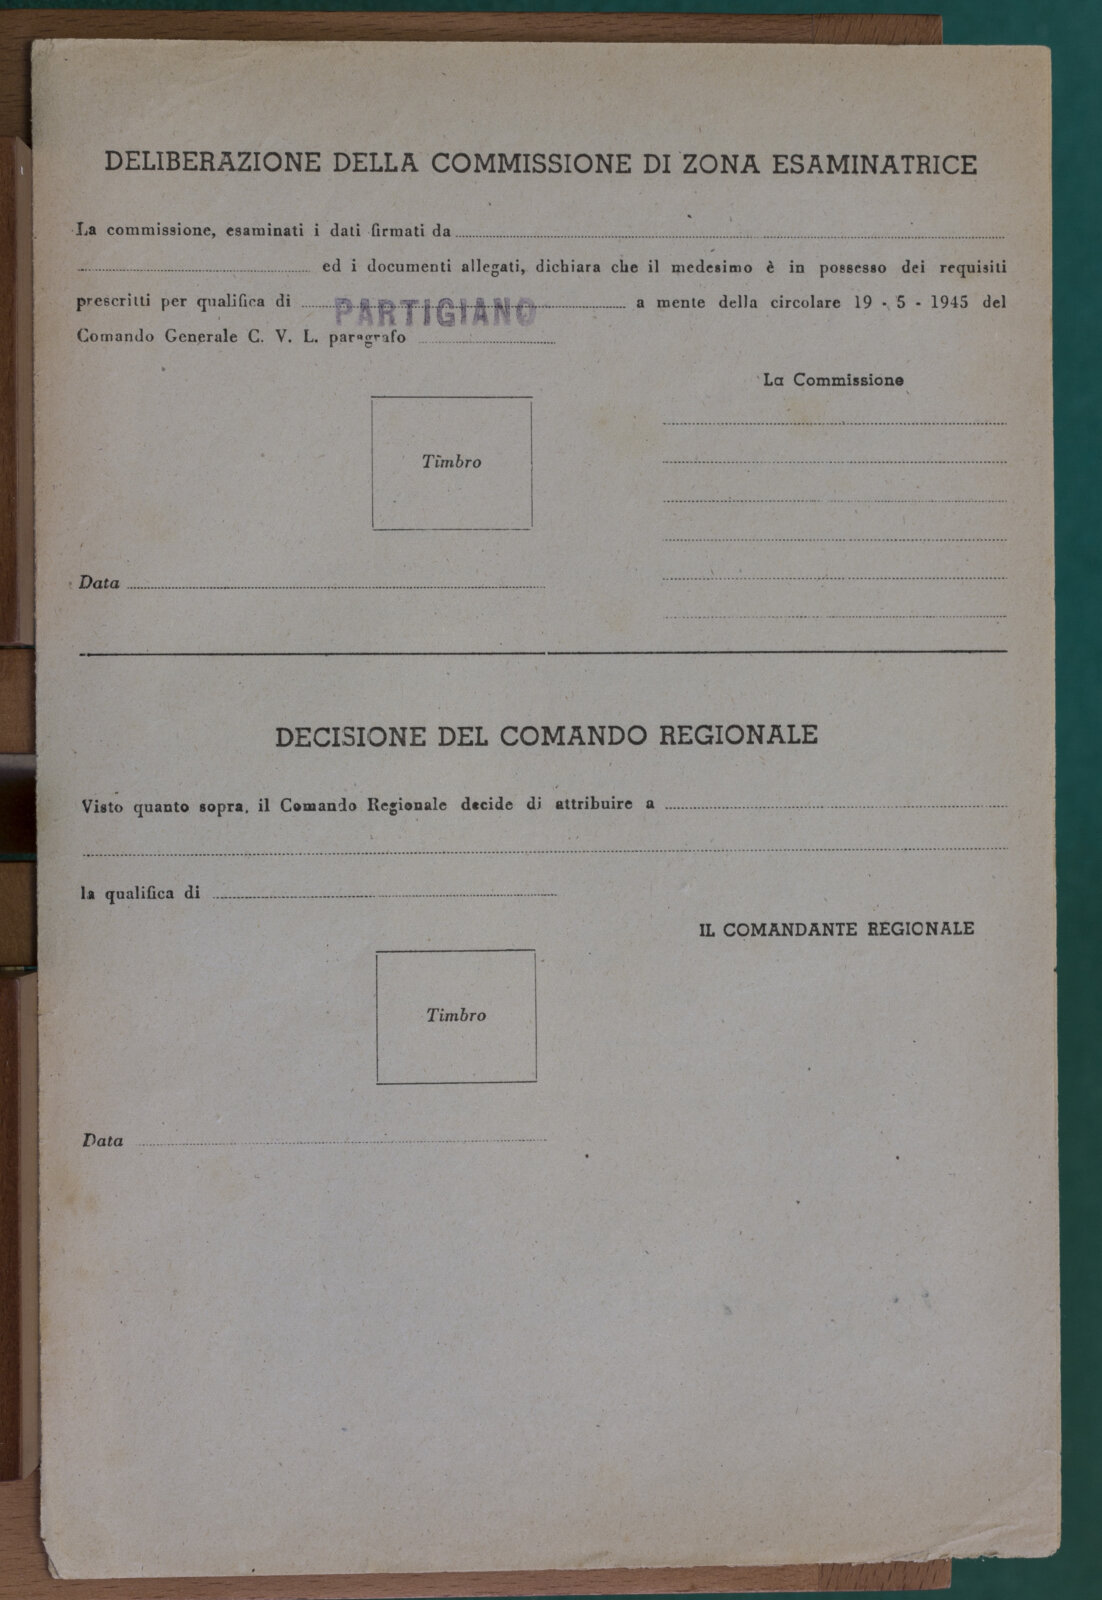 DELIBERAZIONE DELLA COMMISSIONE DI ZONA ESAMINATRICE
La commissione, esaminati i dati firmati da
ed i documenti allegati, dichiara che il medesimo è in possesso dei requisiti
prescritti per qualifica di PARTIGIANO a mente della circolare 19 - 5 - 1945 del
Comando Generale C. V. L. paragrafo
La Commissione
Timbro
Data
DECISIONE DEL COMANDO REGIONALE
Visto quanto sopra, il Comando Regionale decide di attribuire a
la qualifica di
IL COMANDANTE REGIONALE
Timbro
Data